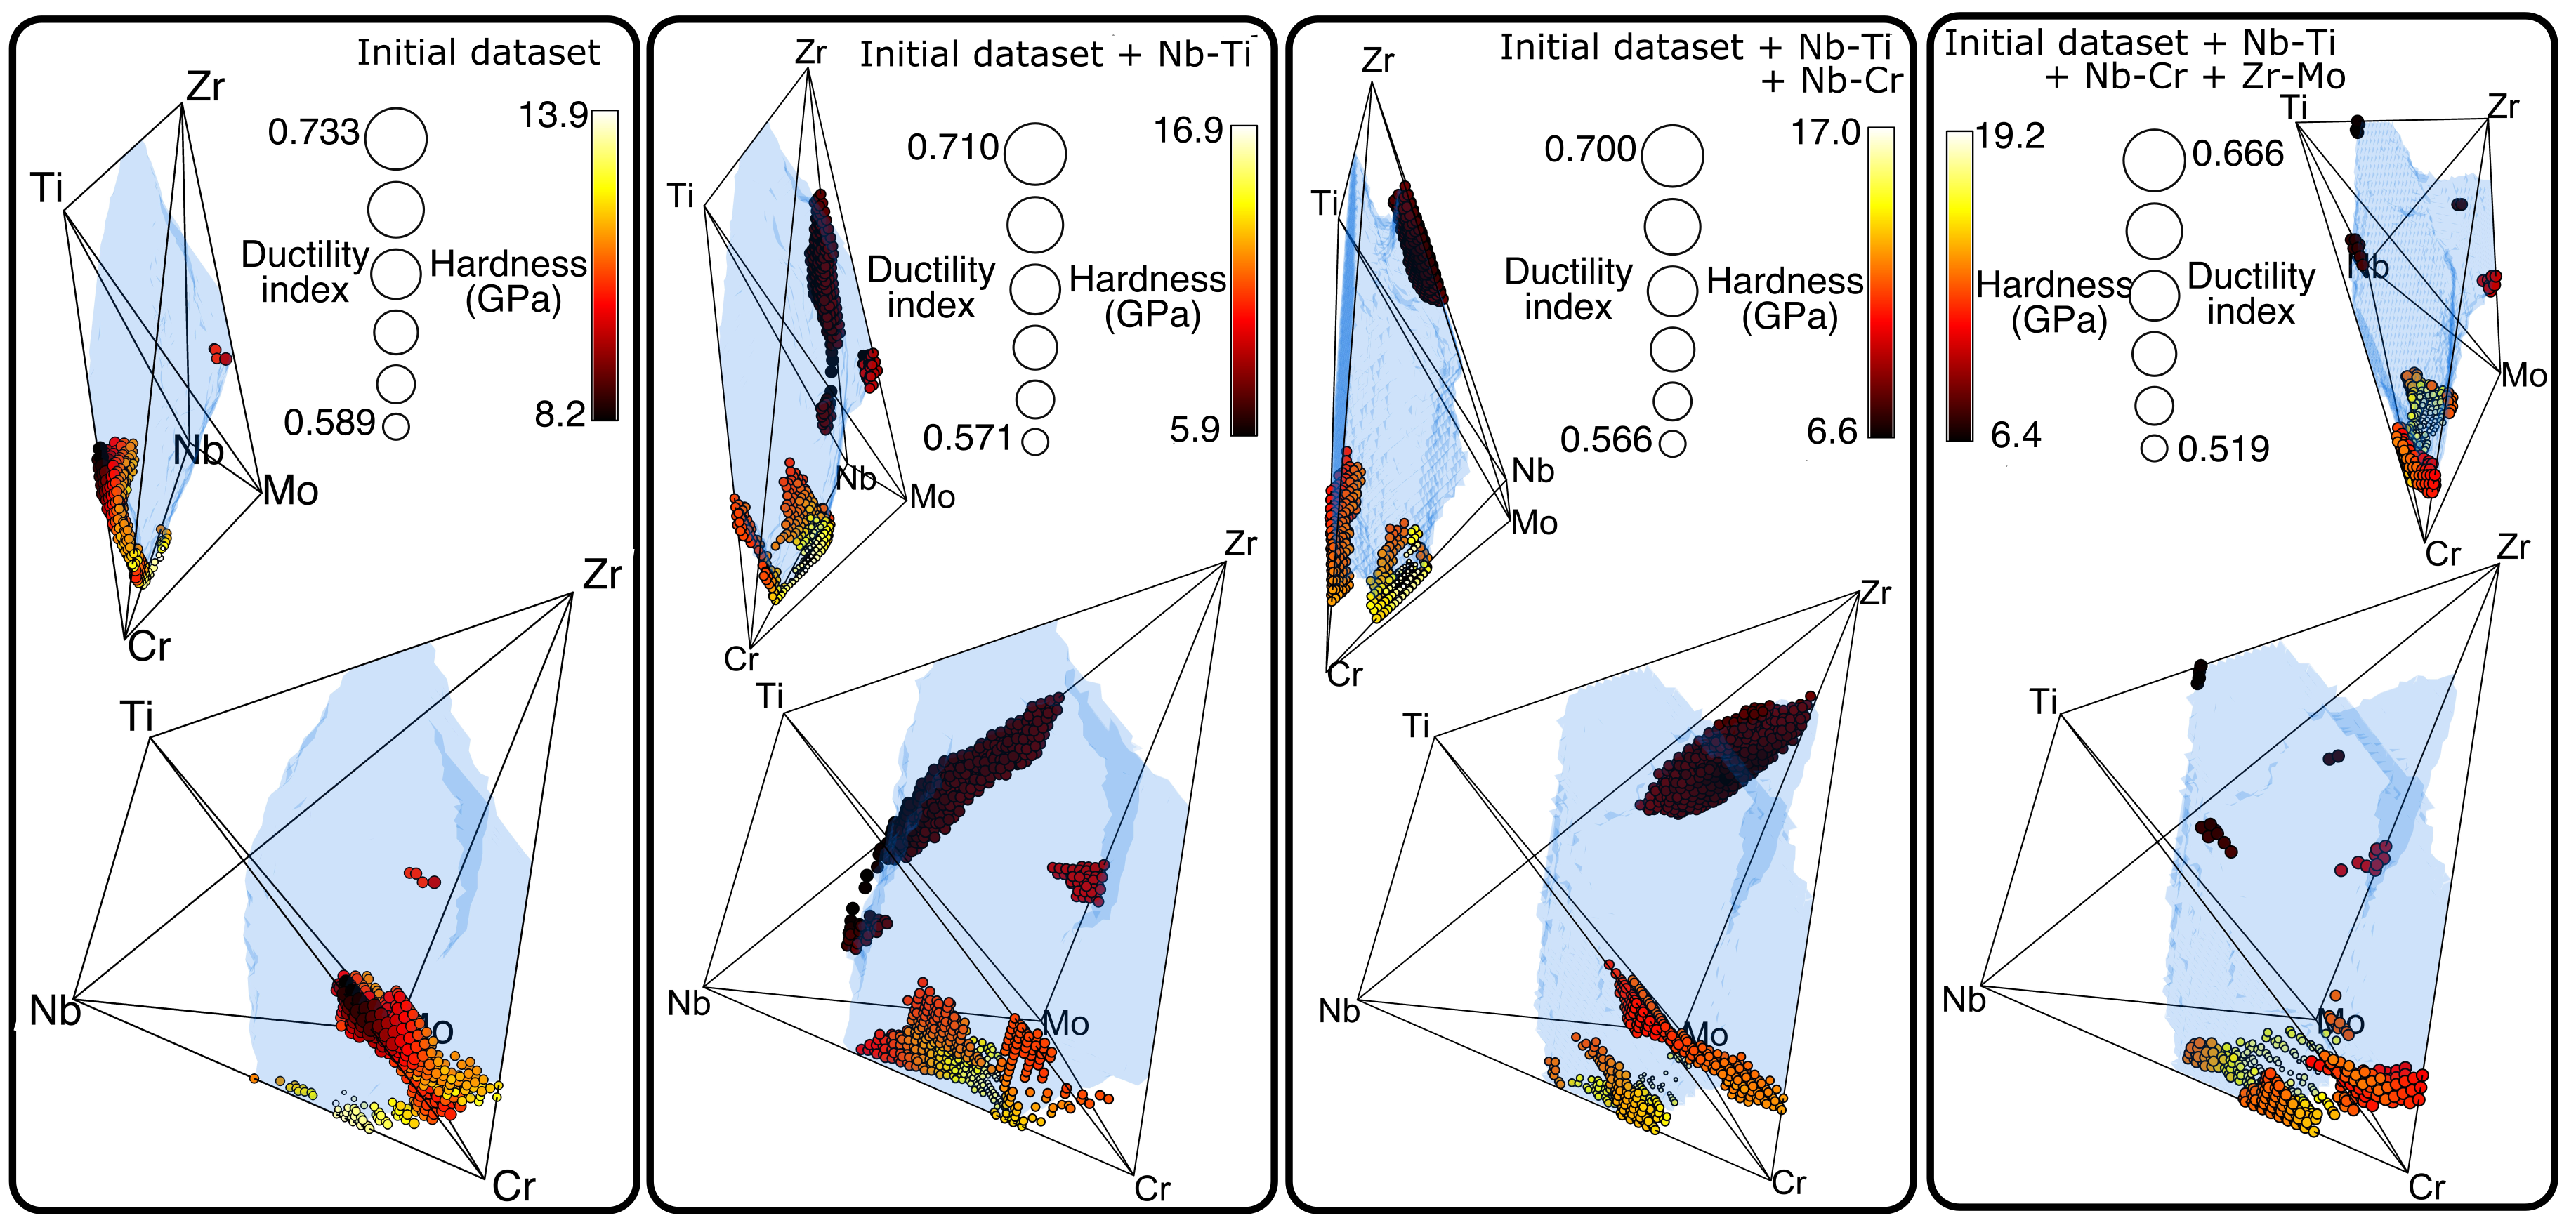 Initial dataset
Zr
Ti
Nb
Mo
Cr
0.733
Ductility
index
0.589
13.9
Hardness
(GPa)
8.2
Zr
Ti
Nb
Mo
Cr
Initial dataset + Nb-Ti
Zr
Ti
Nb
Mo
Cr
0.710
Ductility
index
0.571
16.9
Hardness
(GPa)
5.9
Zr
Ti
Nb
Mo
Cr
Initial dataset + Nb-Ti
+ Nb-Cr
Zr
Ti
Nb
Mo
Cr
0.700
Ductility
index
0.566
17.0
Hardness
(GPa)
6.6
Zr
Ti
Nb
Mo
Cr
Initial dataset + Nb-Ti
+ Nb-Cr + Zr-Mo
19.2
Hardness
(GPa)
6.4
0.666
Ductility
index
0.519
Ti
Zr
Nb
Mo
Cr
Zr
Ti
Nb
Mo
Cr